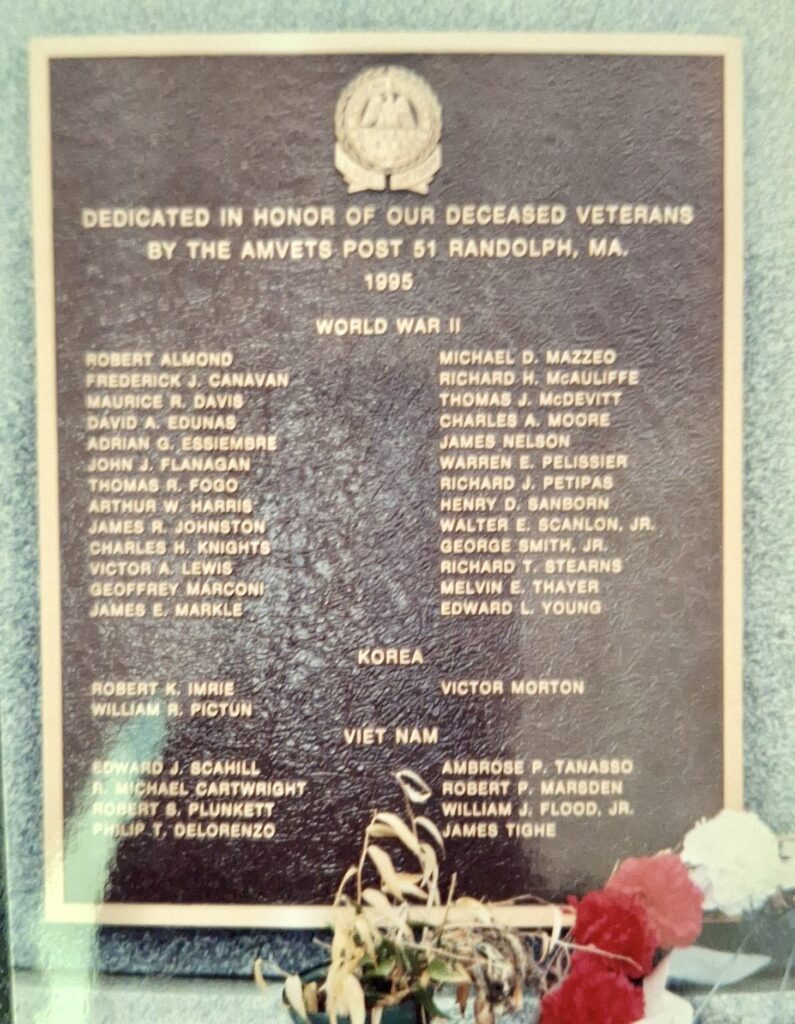 DEDICATED IN HONOR OF OUR DECEASED VETERANS
BY THE AMVETS POST 51 RANDOLPH, MA.
1995
WORLD WAR II
ROBERT ALMOND
FREDERICK J. CANAVAN
MAURICE R. DAVIS
DAVID A. EDUNAS
ADRIAN G. ESSIEMBRE
JOHN J. FLANAGAN
THOMAS R. FOGO
ARTHUR W. HARRIS
JAMES R. JOHNSTON
CHARLES H. KNIGHTS
VICTOR A. LEWIS
GEOFFREY MARCONI
JAMES E. MARKLE
MICHAEL D. MAZZEO
RICHARD H. McAULIFFE
THOMAS J. McDEVITT
CHARLES A. MOORE
JAMES NELSON
WARREN E. PELISSIER
RICHARD J. PETIPAS
HENRY D. SANBORN
WALTER E. SCANLON, JR.
GEORGE SMITH, JR.
RICHARD T. STEARNS
MELVIN E. THAYER
EDWARD L. YOUNG
KOREA
ROBERT K. IMRIE
WILLIAM R. PICTUN
VICTOR MORTON
VIET NAM
EDWARD J. SCAHILL
R. MICHAEL CARTWRIGHT
ROBERT S. PLUNKETT
PHILIP T. DELORENZO
AMBROSE P. TANASSO
ROBERT P. MARSDEN
WILLIAM J. FLOOD, JR.
JAMES TIGHE